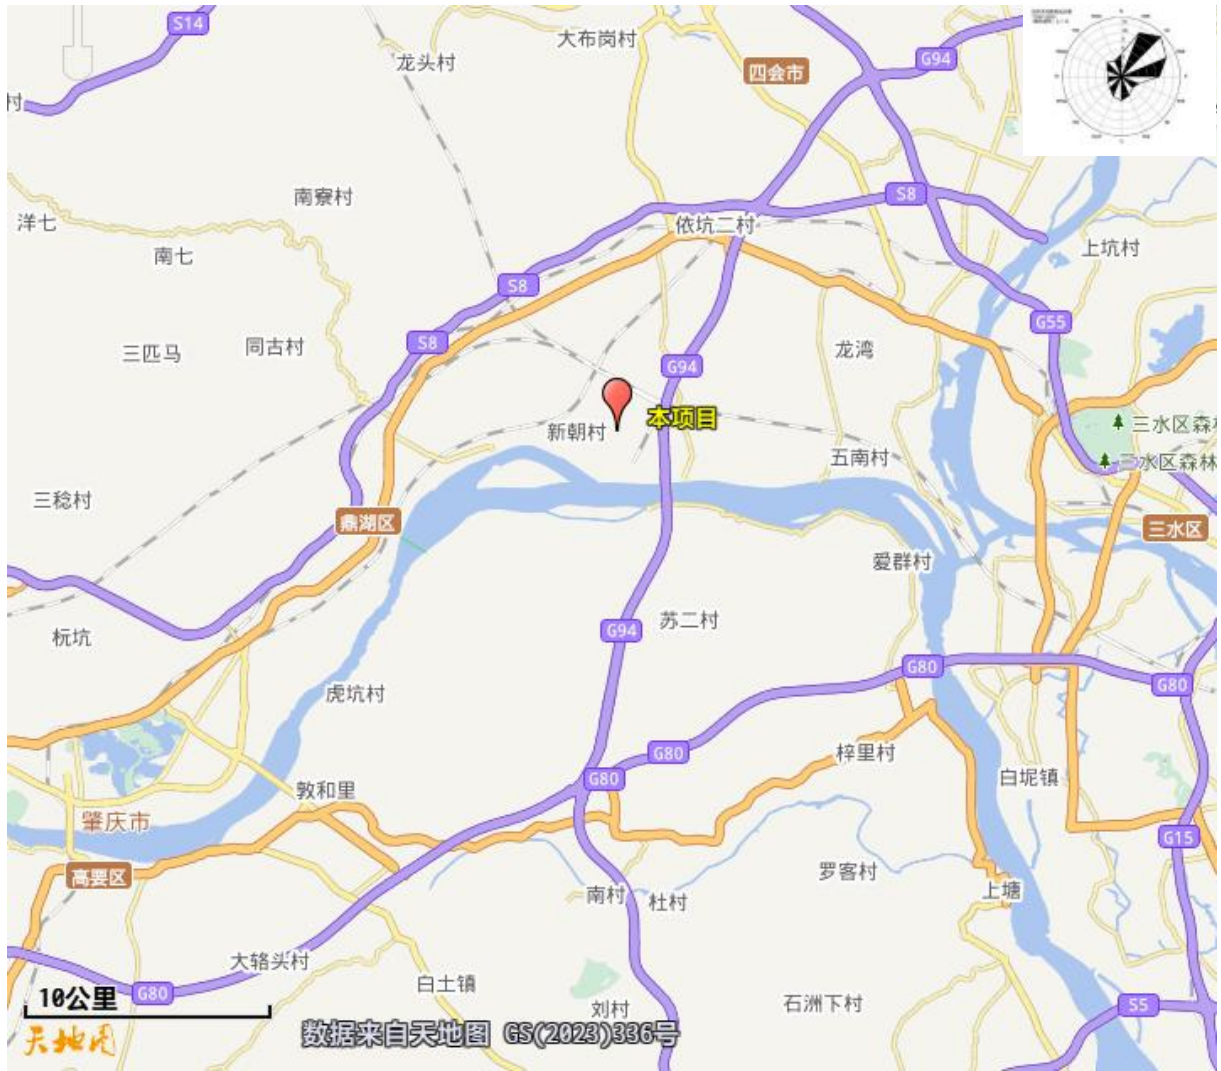 S14
大布岗村
龙头村
四会市
G94
村
南寮村
S8
洋七
依坑二村
上坑村
南七
S8
G55
三匹马
同古村
S8
龙湾
G94
本项目
新朝村
三水区森林
五南村
三水区森林
三稔村
鼎湖区
三水区
爱群村
苏二村
G94
杬坑
G80
G80
虎坑村
G80
梓里村
G80
白坭镇
敦和里
肇庆市
G15
高要区
罗客村
上塘
南村
杜村
大辂头村
白土镇
G80
10公里
刘村
石洲下村
S5
天地图
数据来自天地图 GS(2023)336号